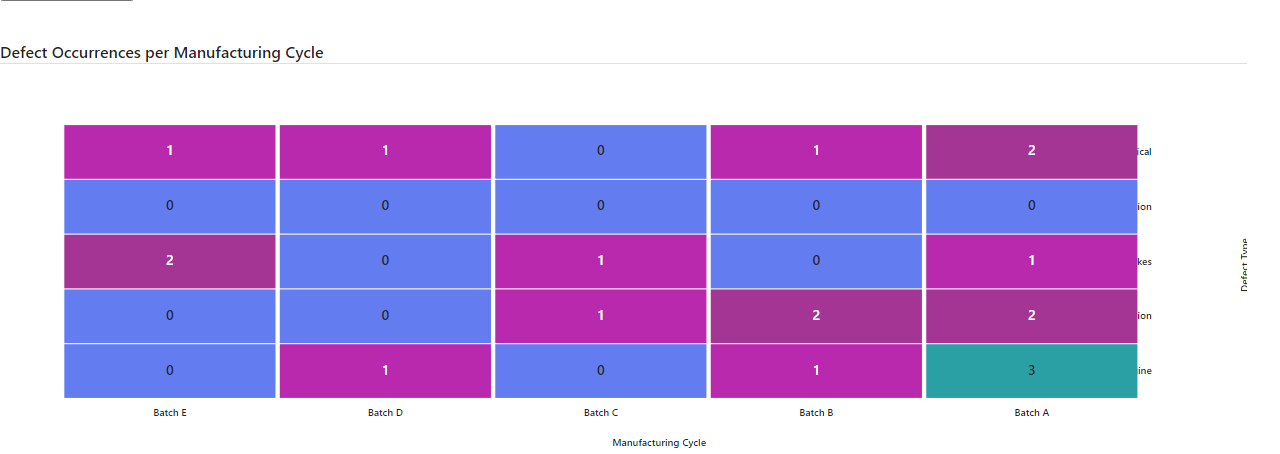 Defect Occurrences per Manufacturing Cycle
1 1 0 1 2 ical
0 0 0 0 0 ion
2 0 1 0 1 kes
0 0 1 2 2 ion
0 1 0 1 3 ine
Defect Type
Batch E Batch D Batch C Batch B Batch A
Manufacturing Cycle